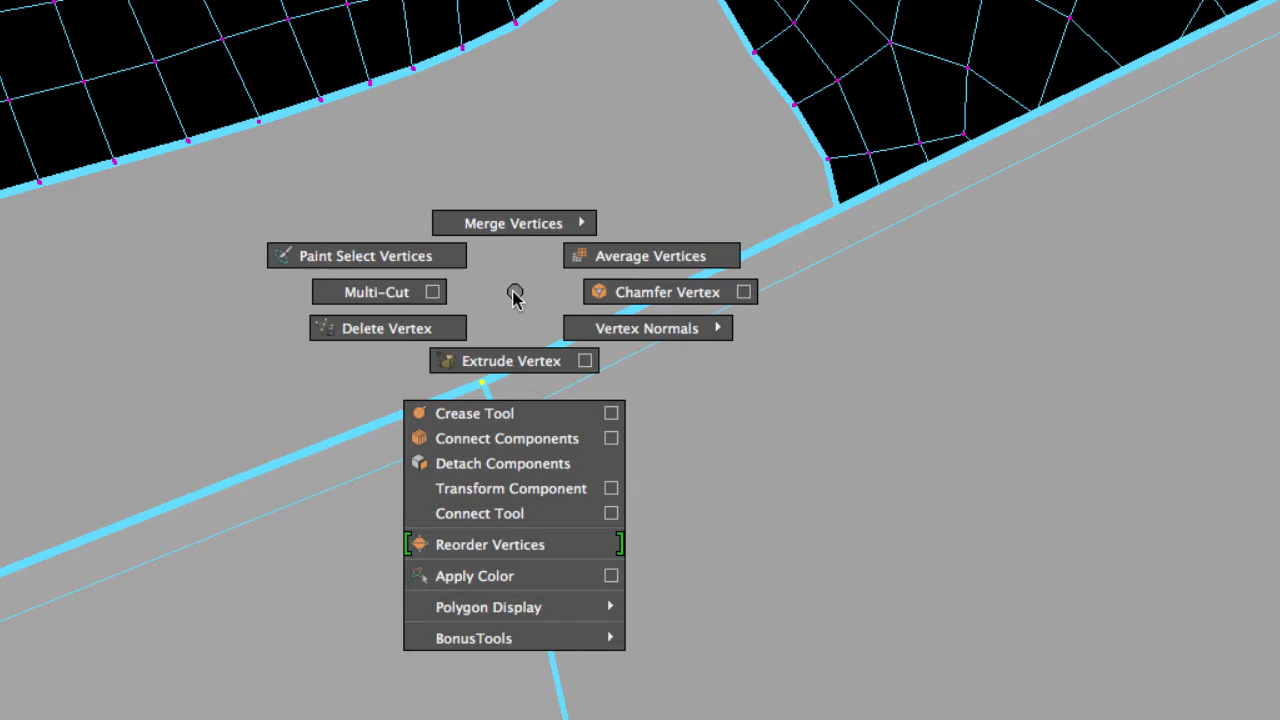 Merge Vertices
Paint Select Vertices
Average Vertices
Multi-Cut
Chamfer Vertex
Delete Vertex
Vertex Normals
Extrude Vertex
Crease Tool
Connect Components
Detach Components
Transform Component
Connect Tool
Reorder Vertices
Apply Color
Polygon Display
BonusTools